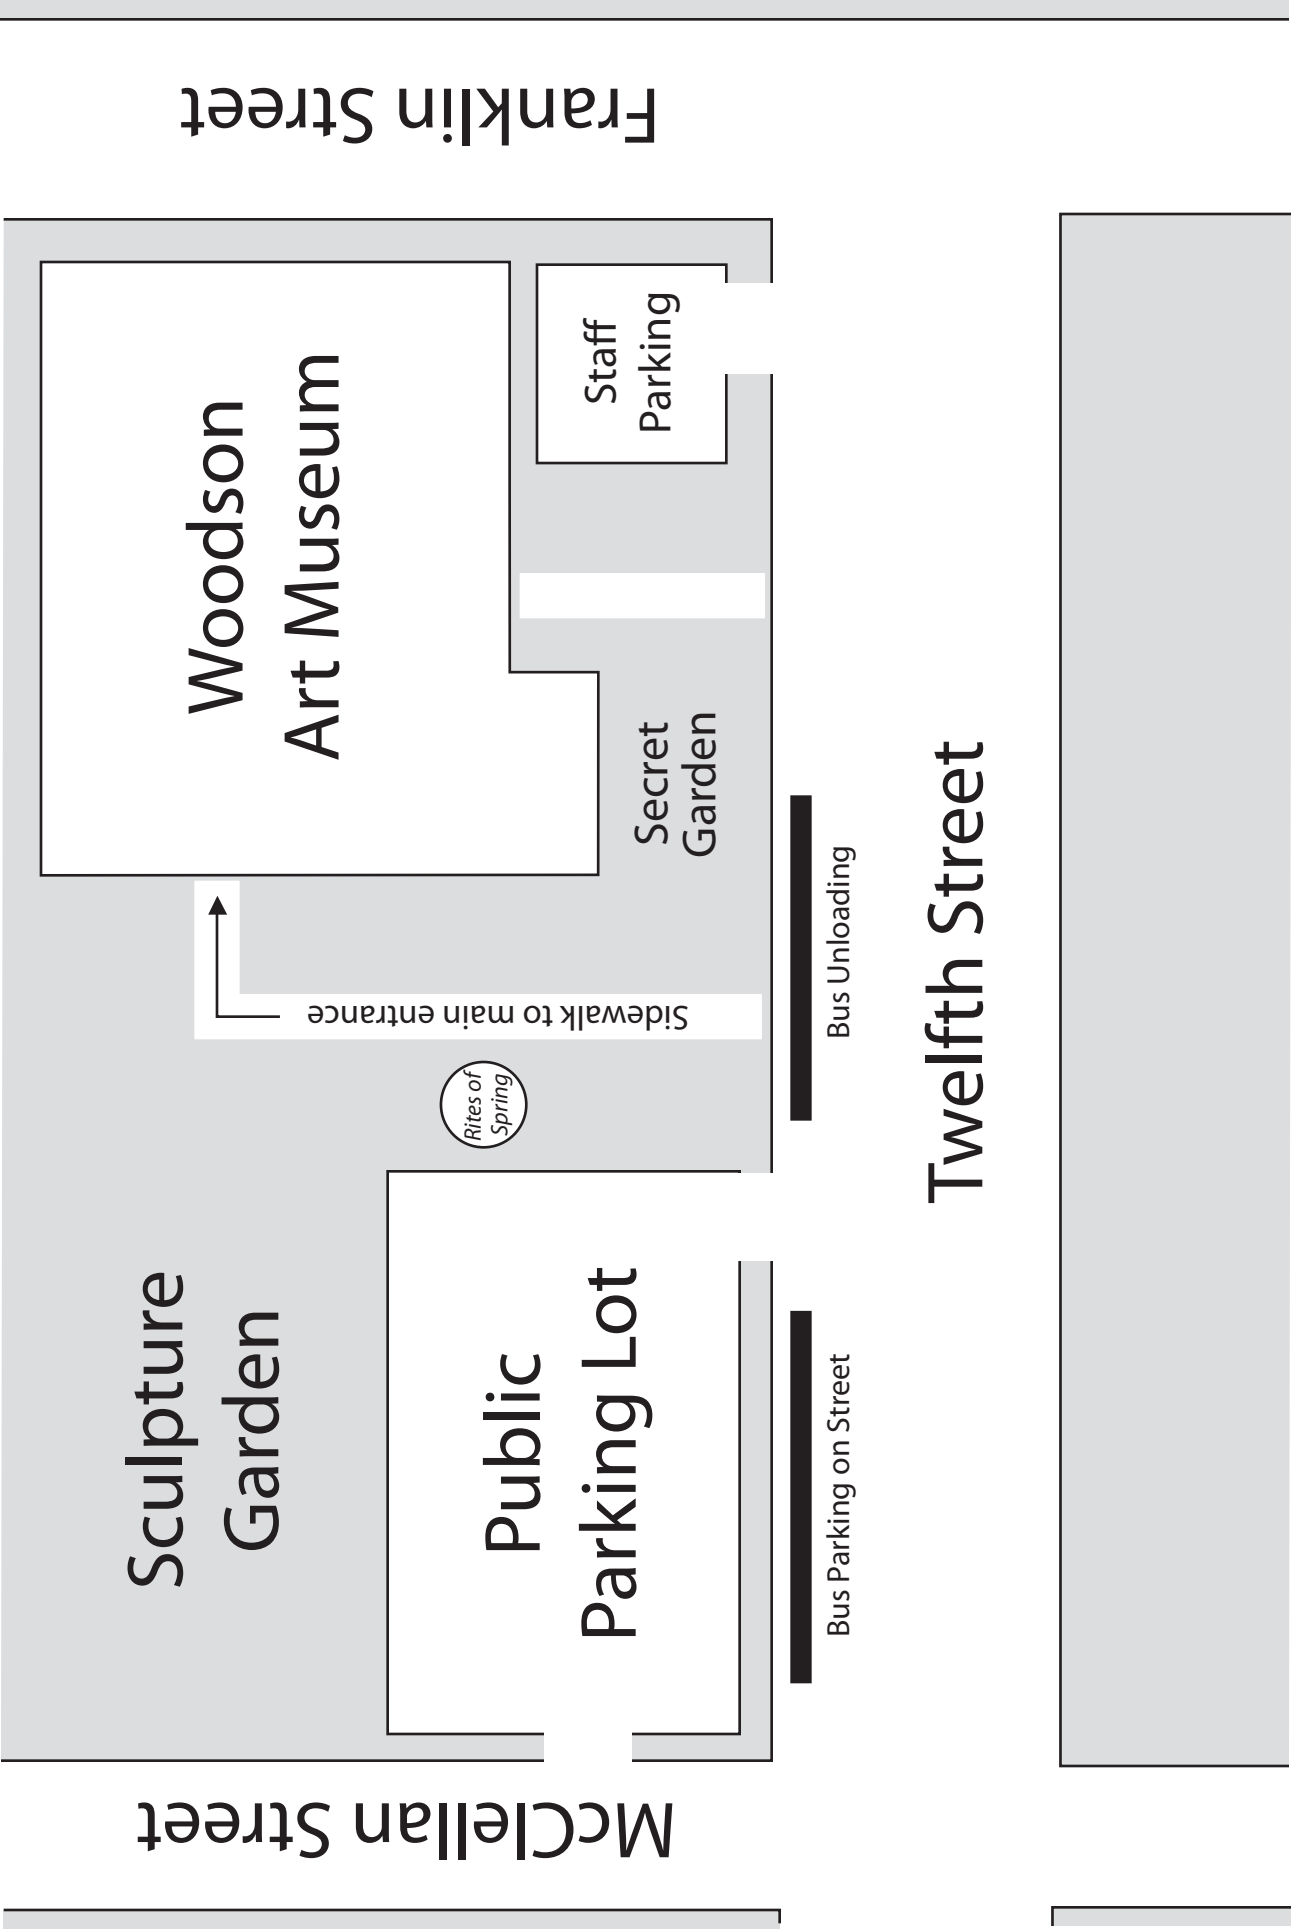 Franklin Street
Woodson
Art Museum
Staff
Parking
Secret
Garden
Bus Unloading
Twelfth Street
Sidewalk to main entrance
Rites of
Spring
Sculpture
Garden
Public
Parking Lot
Bus Parking on Street
McClellan Street